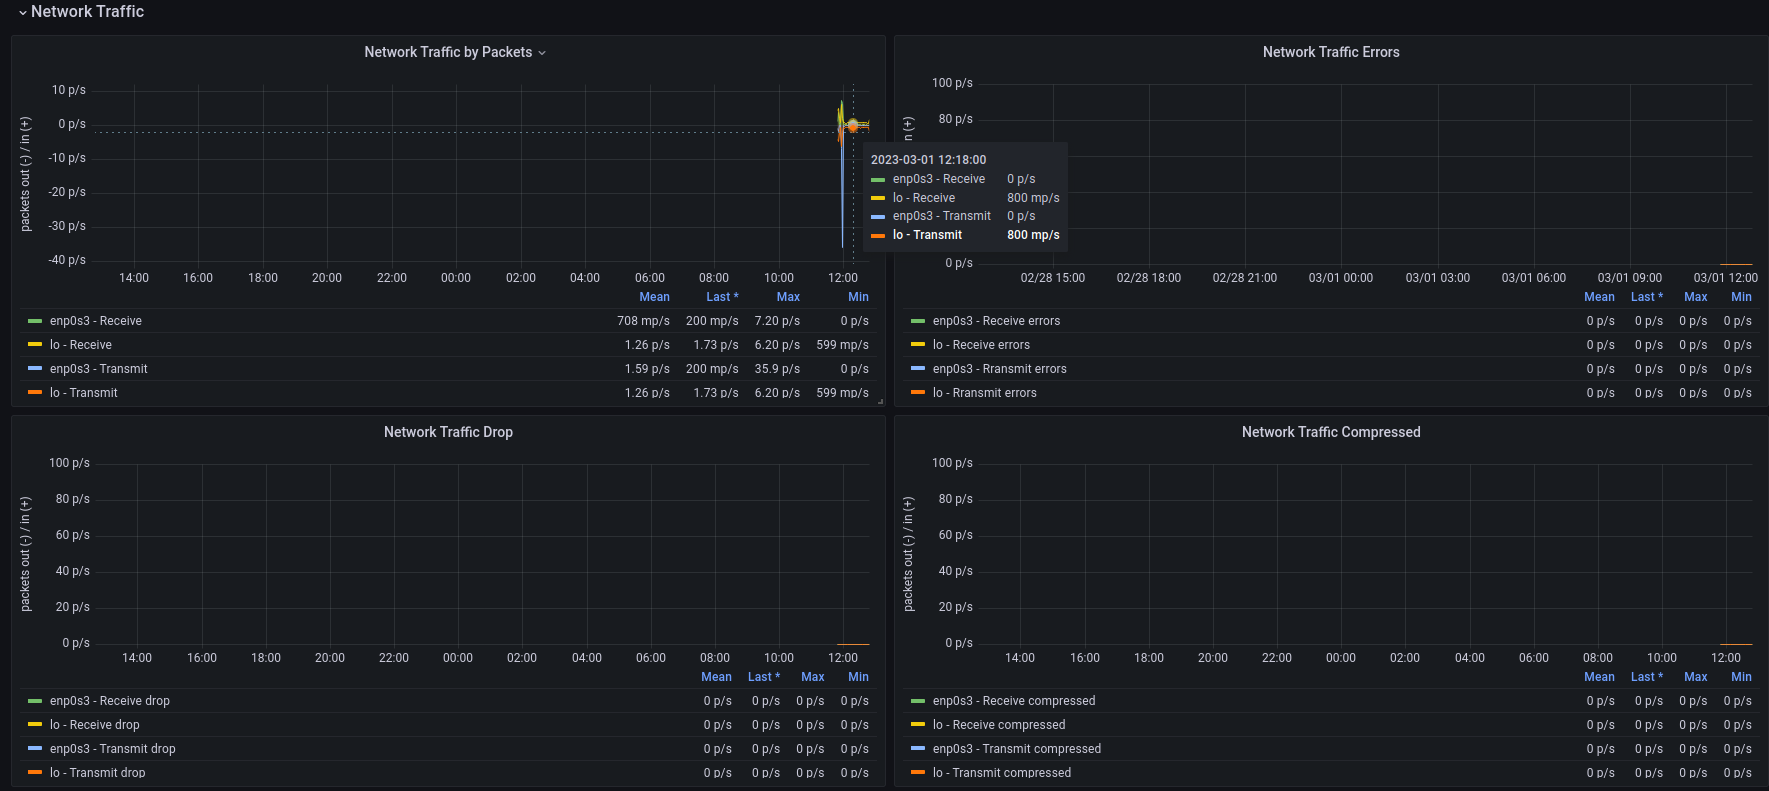 Network Traffic
Network Traffic by Packets
packets out (-) / in (+)
10 p/s
0 p/s
-10 p/s
-20 p/s
-30 p/s
-40 p/s
14:00 16:00 18:00 20:00 22:00 00:00 02:00 04:00 06:00 08:00 10:00 12:00
Mean Last * Max Min
enp0s3 - Receive 708 mp/s 200 mp/s 7.20 p/s 0 p/s
lo - Receive 1.26 p/s 1.73 p/s 6.20 p/s 599 mp/s
enp0s3 - Transmit 1.59 p/s 200 mp/s 35.9 p/s 0 p/s
lo - Transmit 1.26 p/s 1.73 p/s 6.20 p/s 599 mp/s
2023-03-01 12:18:00
enp0s3 - Receive 0 p/s
lo - Receive 800 mp/s
enp0s3 - Transmit 0 p/s
lo - Transmit 800 mp/s
Network Traffic Errors
in (+)
100 p/s
80 p/s
0 p/s
02/28 15:00 02/28 18:00 02/28 21:00 03/01 00:00 03/01 03:00 03/01 06:00 03/01 09:00 03/01 12:00
Mean Last * Max Min
enp0s3 - Receive errors 0 p/s 0 p/s 0 p/s 0 p/s
lo - Receive errors 0 p/s 0 p/s 0 p/s 0 p/s
enp0s3 - Rransmit errors 0 p/s 0 p/s 0 p/s 0 p/s
lo - Rransmit errors 0 p/s 0 p/s 0 p/s 0 p/s
Network Traffic Drop
packets out (-) / in (+)
100 p/s
80 p/s
60 p/s
40 p/s
20 p/s
0 p/s
14:00 16:00 18:00 20:00 22:00 00:00 02:00 04:00 06:00 08:00 10:00 12:00
Mean Last * Max Min
enp0s3 - Receive drop 0 p/s 0 p/s 0 p/s 0 p/s
lo - Receive drop 0 p/s 0 p/s 0 p/s 0 p/s
enp0s3 - Transmit drop 0 p/s 0 p/s 0 p/s 0 p/s
lo - Transmit drop 0 p/s 0 p/s 0 p/s 0 p/s
Network Traffic Compressed
packets out (-) / in (+)
100 p/s
80 p/s
60 p/s
40 p/s
20 p/s
0 p/s
14:00 16:00 18:00 20:00 22:00 00:00 02:00 04:00 06:00 08:00 10:00 12:00
Mean Last * Max Min
enp0s3 - Receive compressed 0 p/s 0 p/s 0 p/s 0 p/s
lo - Receive compressed 0 p/s 0 p/s 0 p/s 0 p/s
enp0s3 - Transmit compressed 0 p/s 0 p/s 0 p/s 0 p/s
lo - Transmit compressed 0 p/s 0 p/s 0 p/s 0 p/s